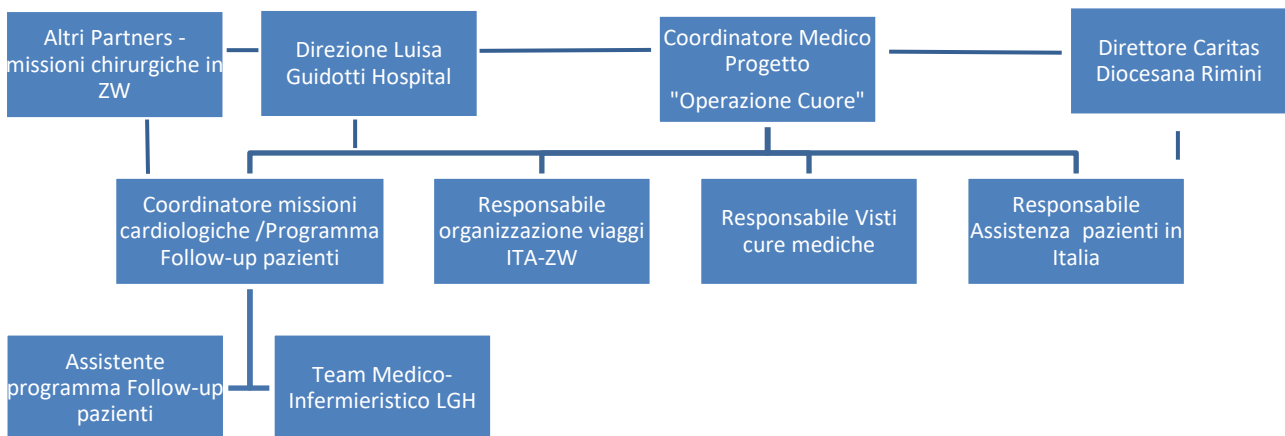 Altri Partners -
missioni chirurgiche in
ZW
Direzione Luisa
Guidotti Hospital
Coordinatore Medico
Progetto
"Operazione Cuore"
Direttore Caritas
Diocesana Rimini
Coordinatore missioni
cardiologiche /Programma
Follow-up pazienti
Responsabile
organizzazione viaggi
ITA-ZW
Responsabile Visti
cure mediche
Responsabile
Assistenza pazienti in
Italia
Assistente
programma Follow-up
pazienti
Team Medico-
Infermieristico LGH